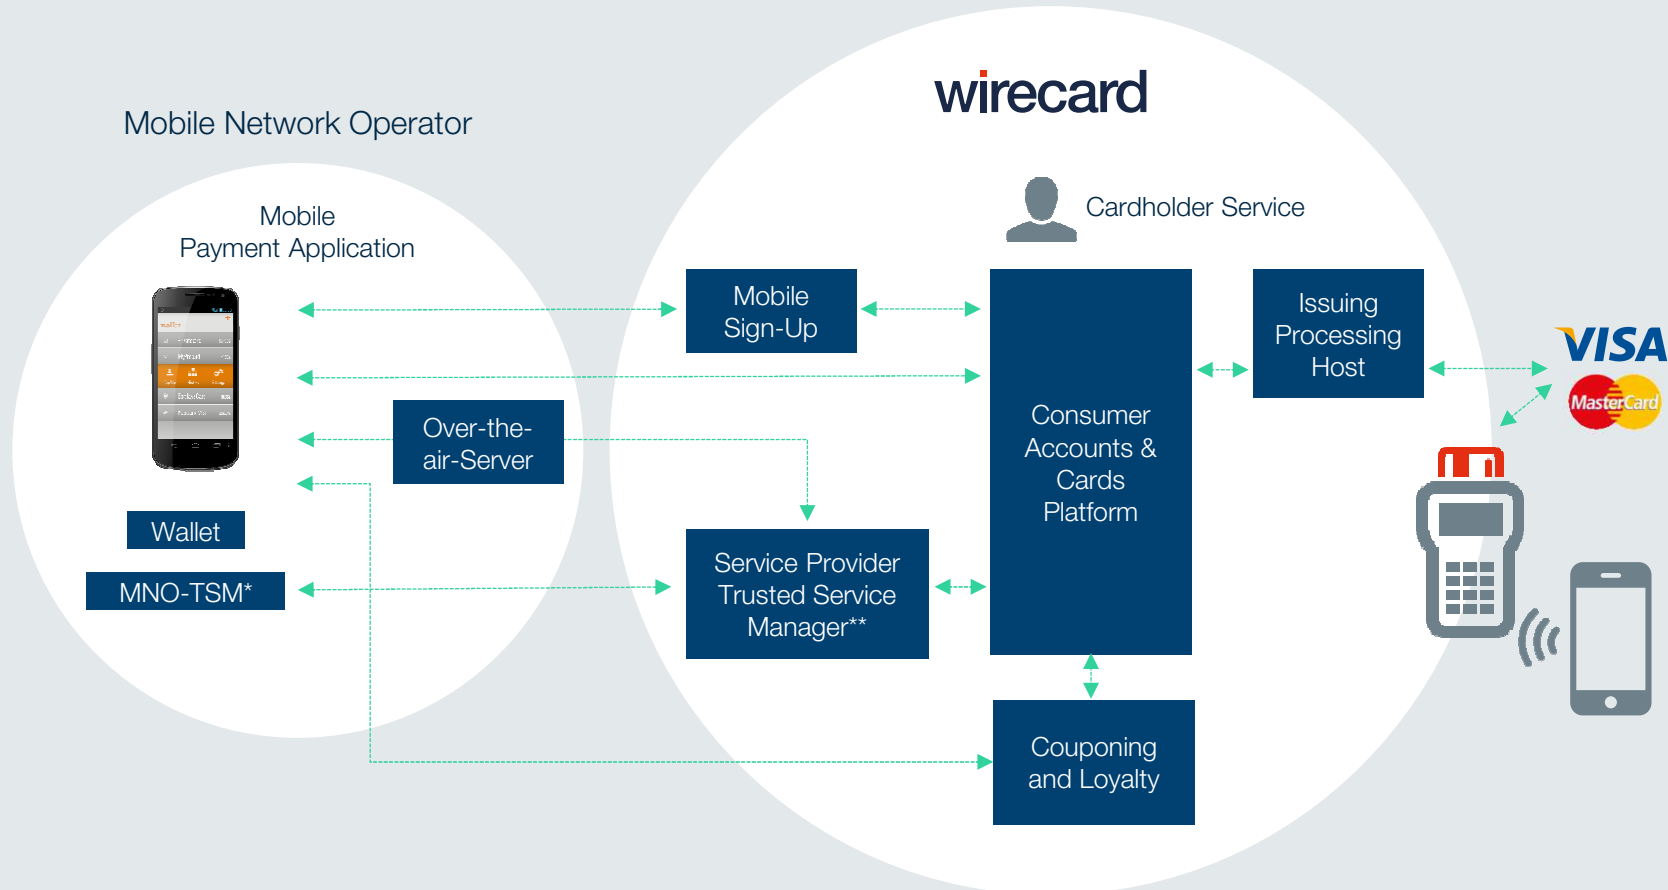 wirecard
Mobile Network Operator
Cardholder Service
Mobile
Payment Application
Mobile
Sign-Up
Issuing
Processing
Host
VISA
MasterCard
Over-the-
air-Server
Consumer
Accounts &
Cards
Platform
Wallet
MNO-TSM*
Service Provider
Trusted Service
Manager**
Couponing
and Loyalty